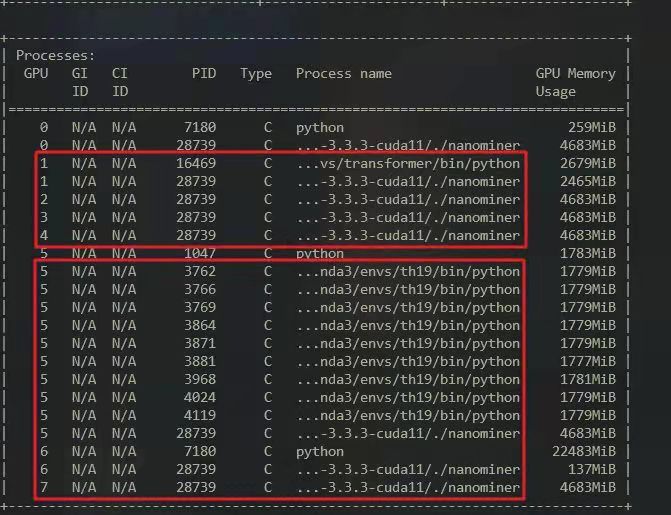 Processes:
GPU GI CI PID Type Process name GPU Memory
ID ID Usage
0 N/A N/A 7180 C python 259MiB
0 N/A N/A 28739 C ...-3.3.3-cuda11/./nanominer 4683MiB
1 N/A N/A 16469 C ...vs/transformer/bin/python 2679MiB
1 N/A N/A 28739 C ...-3.3.3-cuda11/./nanominer 2465MiB
2 N/A N/A 28739 C ...-3.3.3-cuda11/./nanominer 4683MiB
3 N/A N/A 28739 C ...-3.3.3-cuda11/./nanominer 4683MiB
4 N/A N/A 28739 C ...-3.3.3-cuda11/./nanominer 4683MiB
5 N/A N/A 1047 C python 1783MiB
5 N/A N/A 3762 C ...nda3/envs/th19/bin/python 1779MiB
5 N/A N/A 3766 C ...nda3/envs/th19/bin/python 1779MiB
5 N/A N/A 3769 C ...nda3/envs/th19/bin/python 1779MiB
5 N/A N/A 3864 C ...nda3/envs/th19/bin/python 1779MiB
5 N/A N/A 3871 C ...nda3/envs/th19/bin/python 1779MiB
5 N/A N/A 3881 C ...nda3/envs/th19/bin/python 1777MiB
5 N/A N/A 3968 C ...nda3/envs/th19/bin/python 1781MiB
5 N/A N/A 4024 C ...nda3/envs/th19/bin/python 1779MiB
5 N/A N/A 4119 C ...nda3/envs/th19/bin/python 1779MiB
5 N/A N/A 28739 C ...-3.3.3-cuda11/./nanominer 4683MiB
6 N/A N/A 7180 C python 22483MiB
6 N/A N/A 28739 C ...-3.3.3-cuda11/./nanominer 137MiB
7 N/A N/A 28739 C ...-3.3.3-cuda11/./nanominer 4683MiB